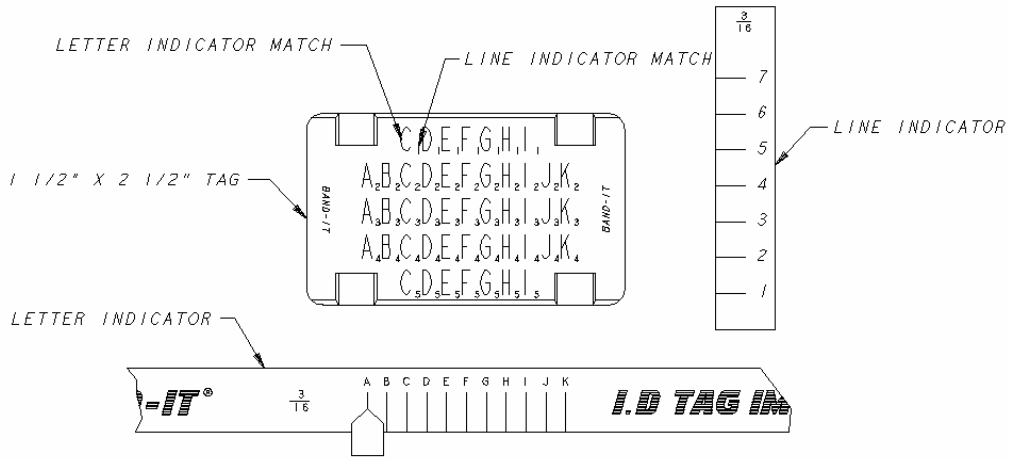 LETTER INDICATOR MATCH
LINE INDICATOR MATCH
3
16
7
6
5
4
3
2
1
LINE INDICATOR
1 1/2" X 2 1/2" TAG
BAND-IT
C₁D₁E₁F₁G₁H₁I₁
A₂B₂C₂D₂E₂F₂G₂H₂I₂J₂K₂
A₃B₃C₃D₃E₃F₃G₃H₃I₃J₃K₃
A₄B₄C₄D₄E₄F₄G₄H₄I₄J₄K₄
C₅D₅E₅F₅G₅H₅I₅
BAND-IT
LETTER INDICATOR
-IT®
3
16
A B C D E F G H I J K
I.D TAG IM